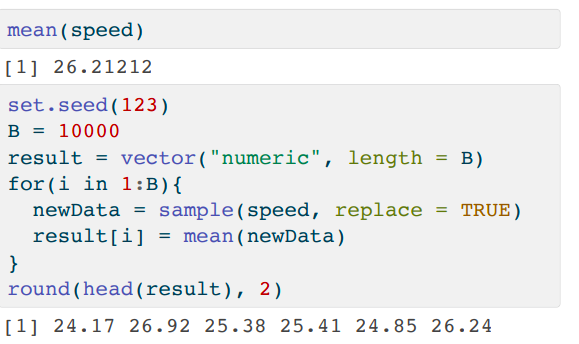 mean(speed)
[1] 26.21212
set.seed(123)
B = 10000
result = vector("numeric", length = B)
for(i in 1:B){
  newData = sample(speed, replace = TRUE)
  result[i] = mean(newData)
}
round(head(result), 2)
[1] 24.17 26.92 25.38 25.41 24.85 26.24